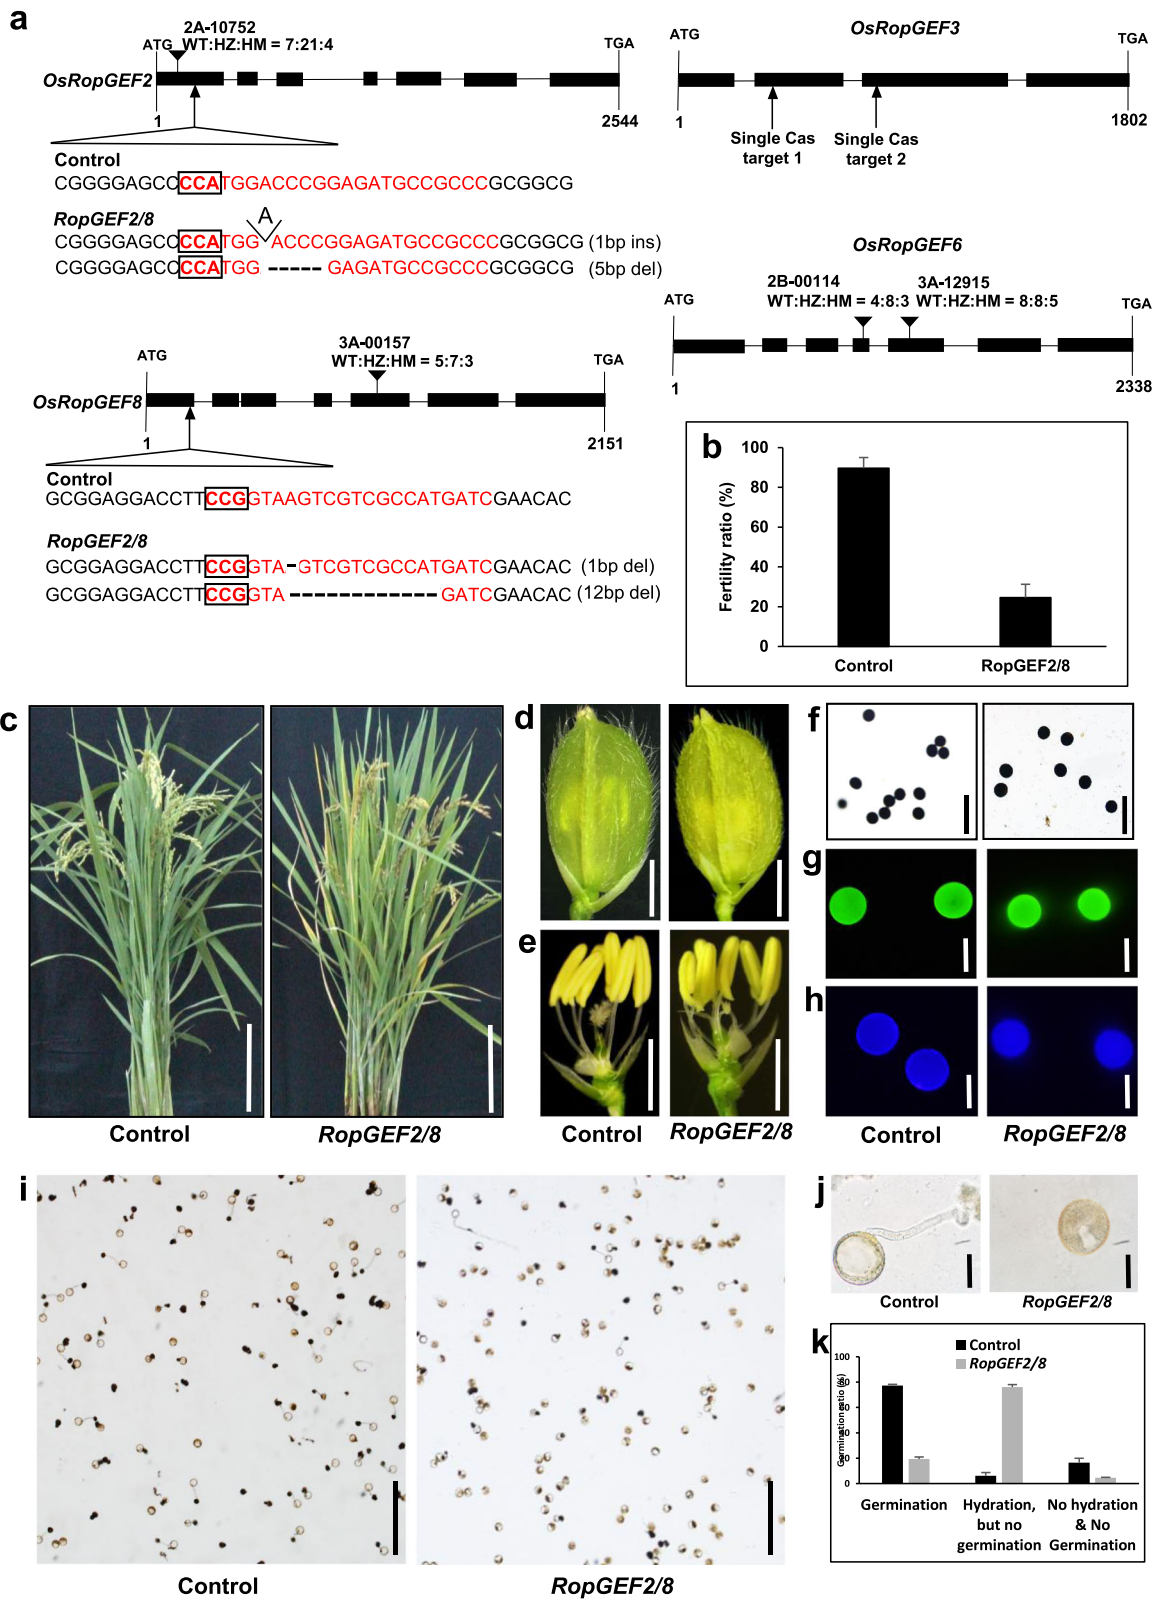 a
2A-10752
ATG WT:HZ:HM = 7:21:4
TGA
OsRopGEF2
1
2544
Control
CGGGGAGCCCCATGGACCCGGAGATGCCGCCCGCGGCG
RopGEF2/8
A
CGGGGAGCCCCATGG ACCCGGAGATGCCGCCCGCGGCG (1bp ins)
CGGGGAGCCCCATGG ----- GAGATGCCGCCCGCGGCG (5bp del)
OsRopGEF3
ATG
TGA
1
1802
Single Cas target 1
Single Cas target 2
OsRopGEF6
2B-00114
3A-12915
ATG
WT:HZ:HM = 4:8:3
WT:HZ:HM = 8:8:5
TGA
1
2338
3A-00157
ATG
WT:HZ:HM = 5:7:3
TGA
OsRopGEF8
1
2151
Control
GCGGAGGACCTTCCGGTAAGTCGTCGCCATGATCGAACAC
RopGEF2/8
GCGGAGGACCTTCCGGTA-GTCGTCGCCATGATCGAACAC (1bp del)
GCGGAGGACCTTCCGGTA ------------ GATCGAACAC (12bp del)
b
Fertility ratio (%)
100
80
60
40
20
0
Control
RopGEF2/8
c
Control
RopGEF2/8
d
e
Control
RopGEF2/8
f
g
h
Control
RopGEF2/8
i
Control
RopGEF2/8
j
Control
RopGEF2/8
k
Control
RopGEF2/8
Germination ratio (%)
100
0
Germination
Hydration, but no germination
No hydration & No Germination